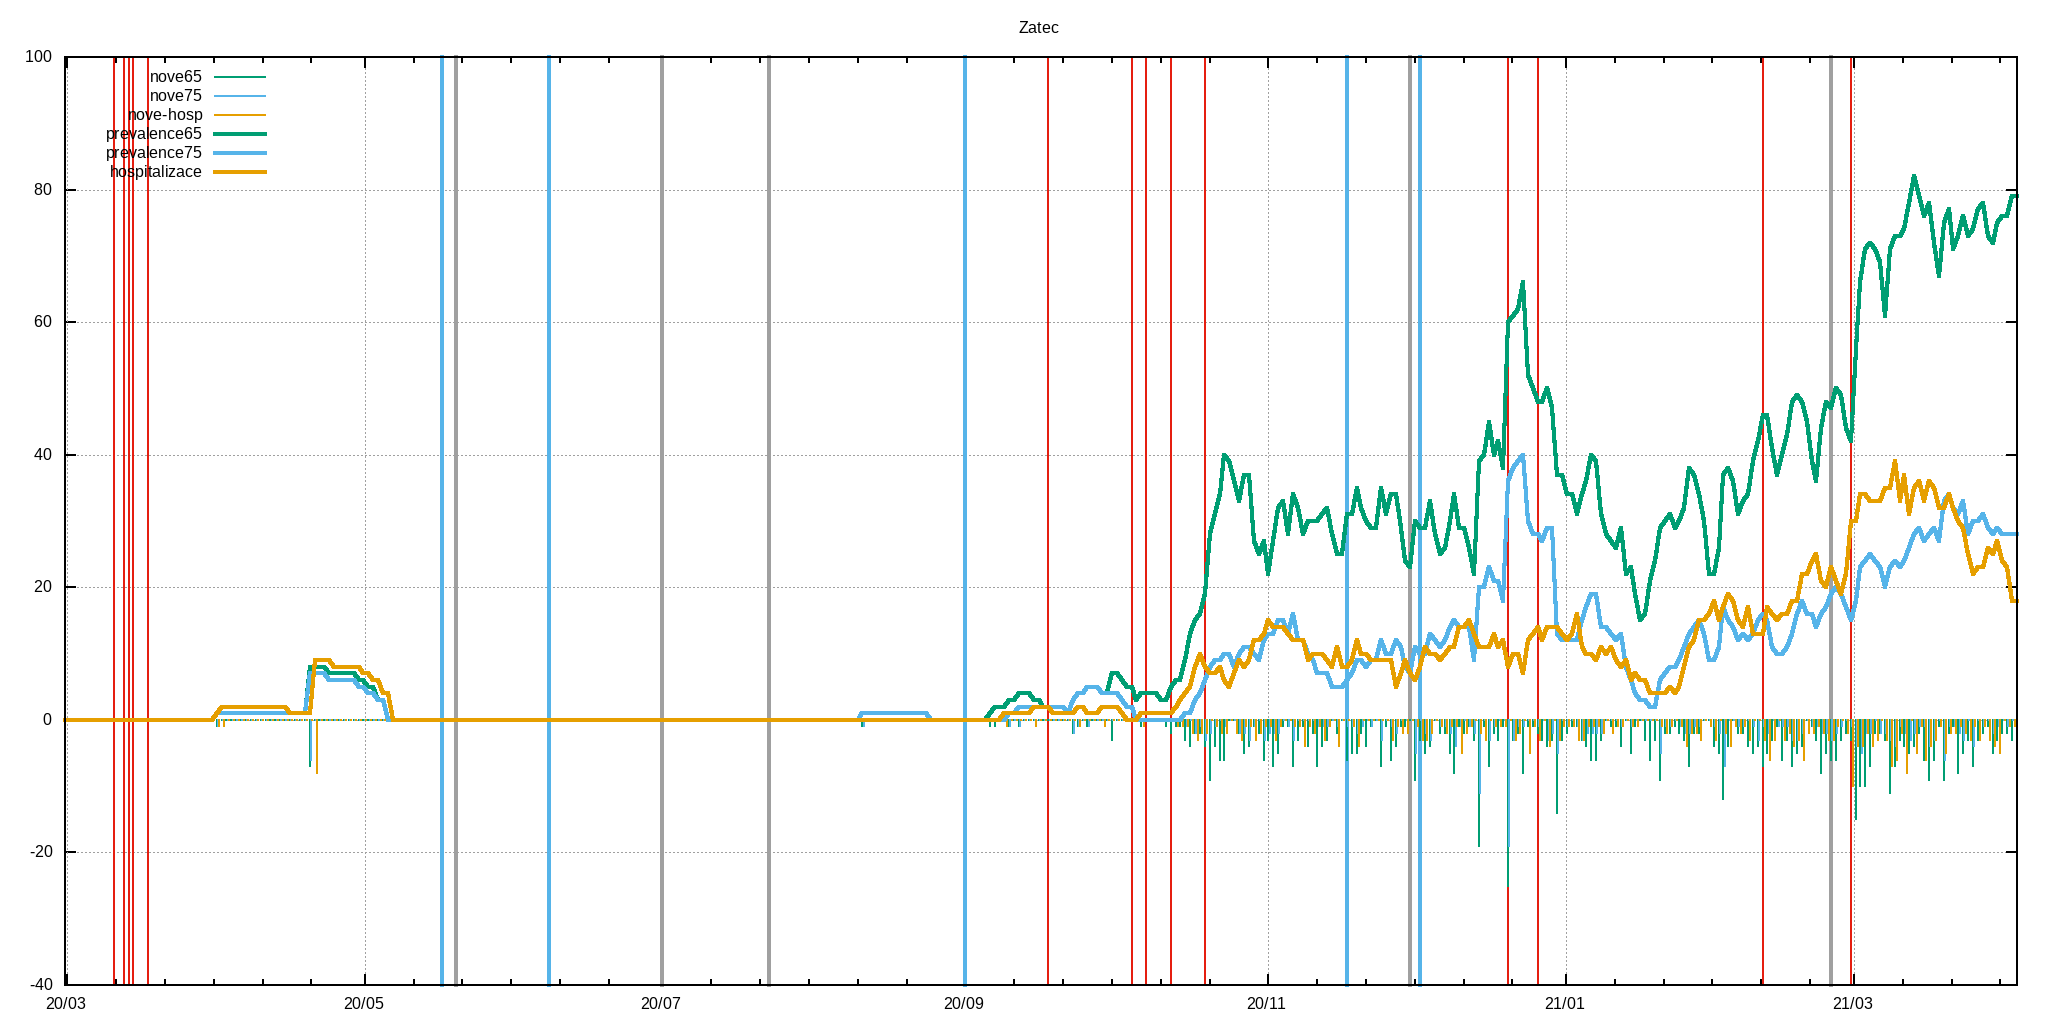 Zatec
100
80
60
40
20
0
-20
-40
nove65
nove75
nove-hosp
prevalence65
prevalence75
hospitalizace
20/03 20/05 20/07 20/09 20/11 21/01 21/03